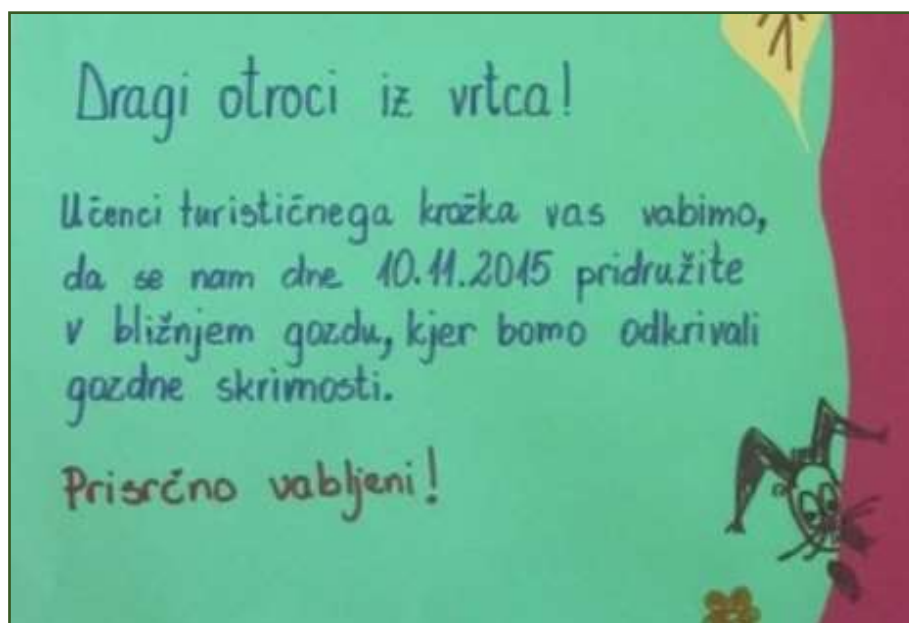 Dragi otroci iz vrtca!
Učenci turističnega krožka vas vabimo,
da se nam dne 10.11.2015 pridružite
v bližnjem gozdu, kjer bomo odkrivali
gozdne skrimosti.
Prisrčno vabljeni!